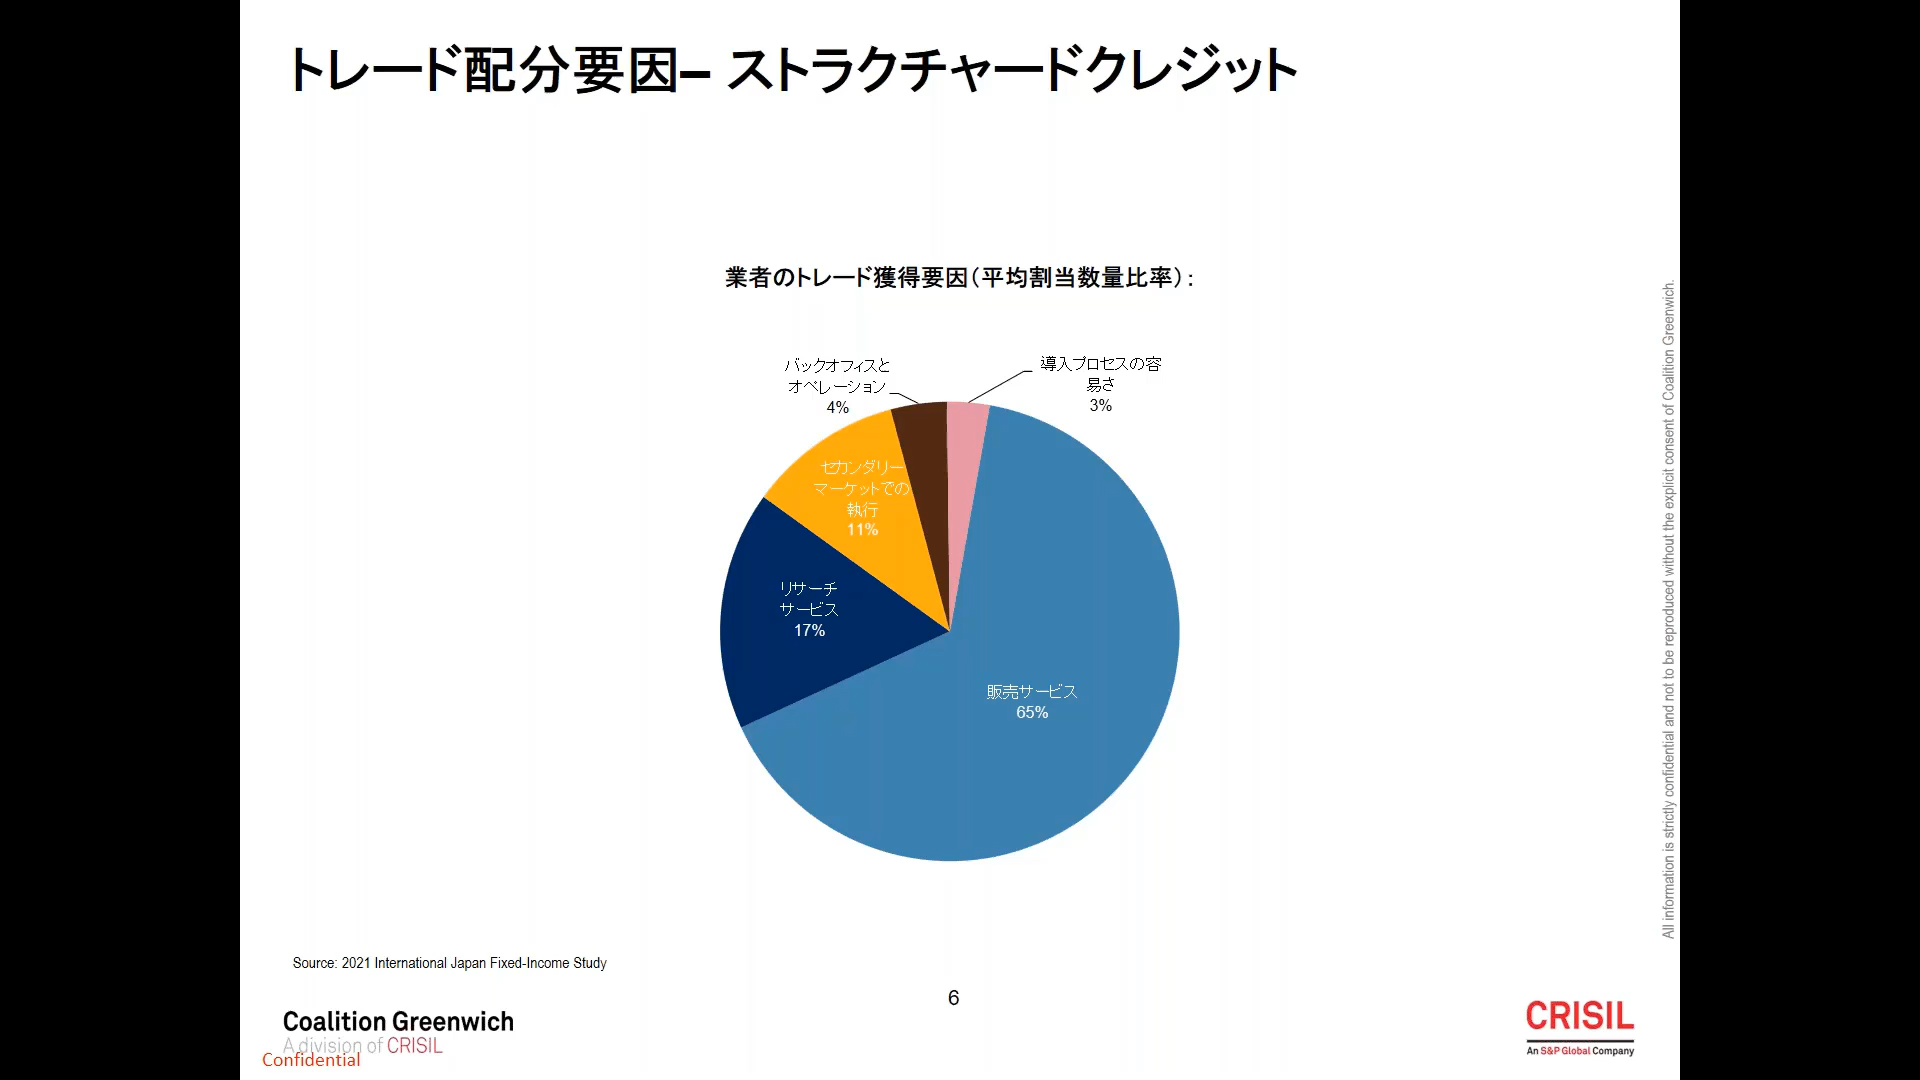 トレード配分要因– ストラクチャードクレジット
業者のトレード獲得要因（平均割当数量比率）：
バックオフィスと
オペレーション
4%
導入プロセスの容
易さ
3%
セカンダリー
マーケットでの
執行
11%
リサーチ
サービス
17%
販売サービス
65%
All information is strictly confidential and not to be reproduced without the explicit consent of Coalition Greenwich.
Source: 2021 International Japan Fixed-Income Study
6
Coalition Greenwich
A division of CRISIL
Confidential
CRISIL
An S&P Global Company